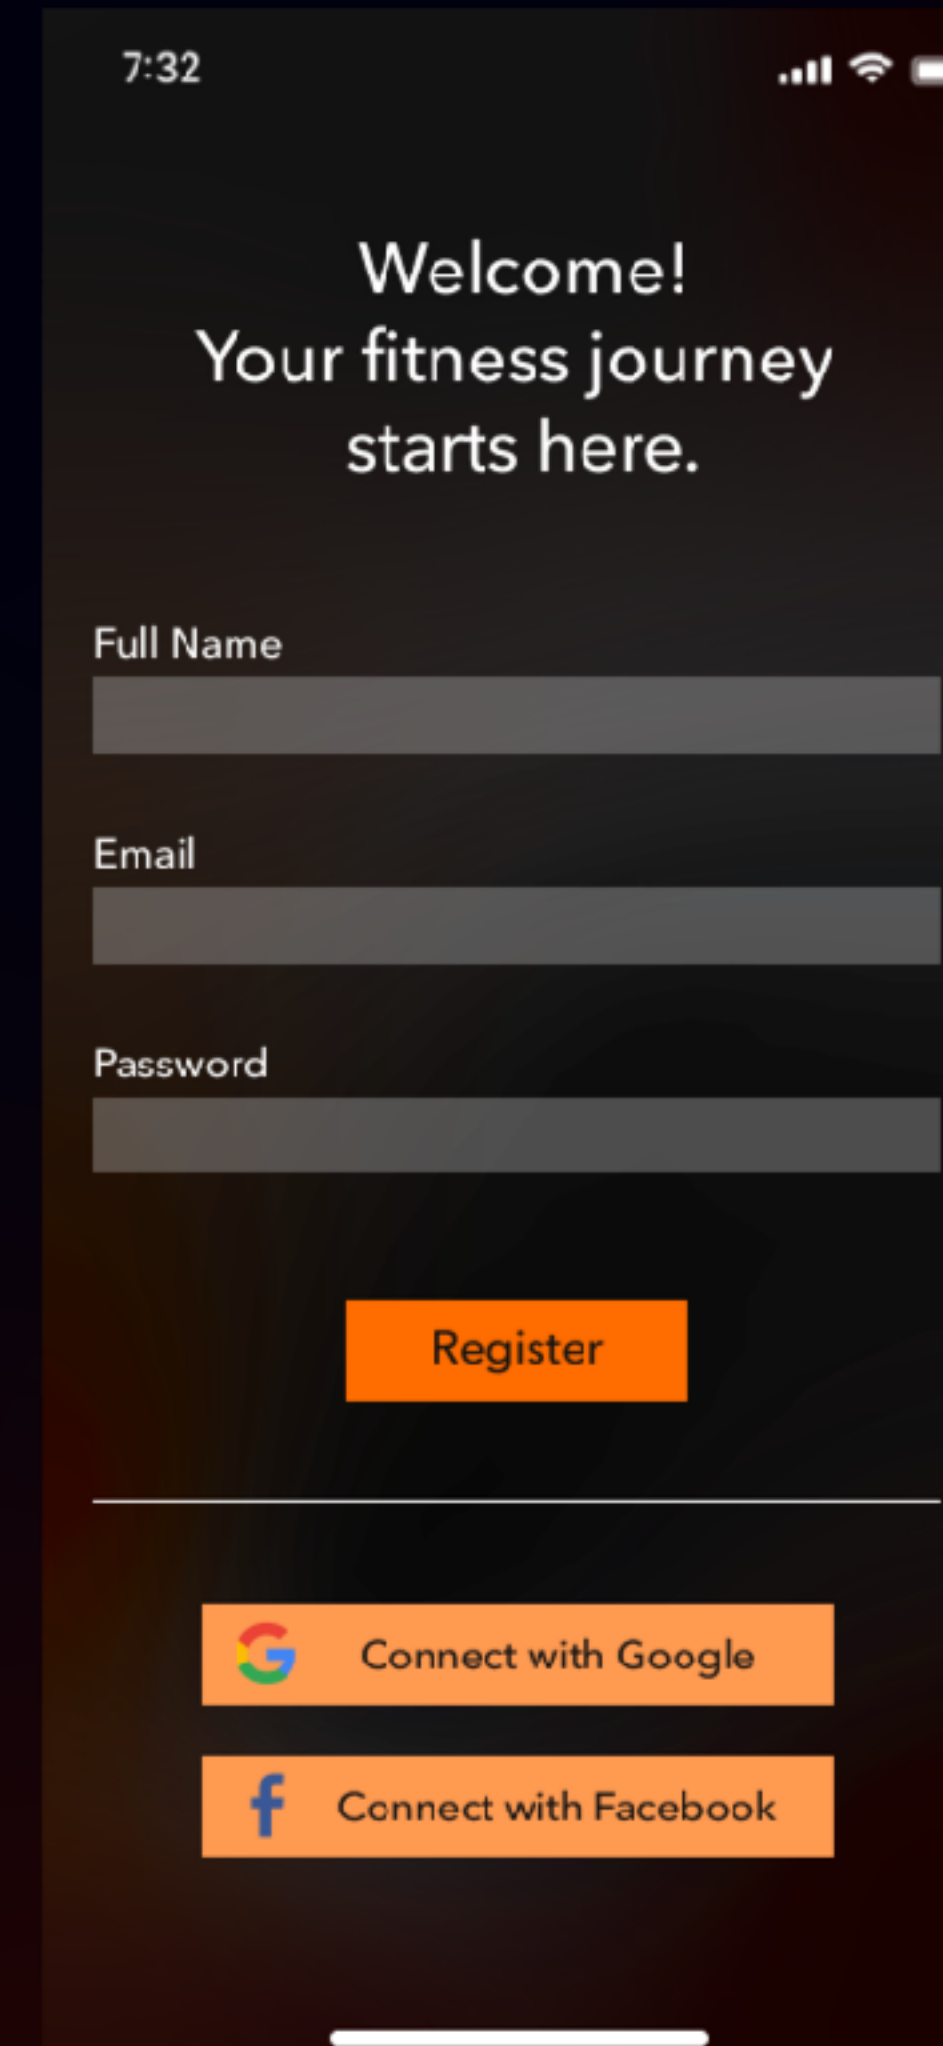 7:32
Welcome!
Your fitness journey
starts here.
Full Name
Email
Password
Register
Connect with Google
Connect with Facebook